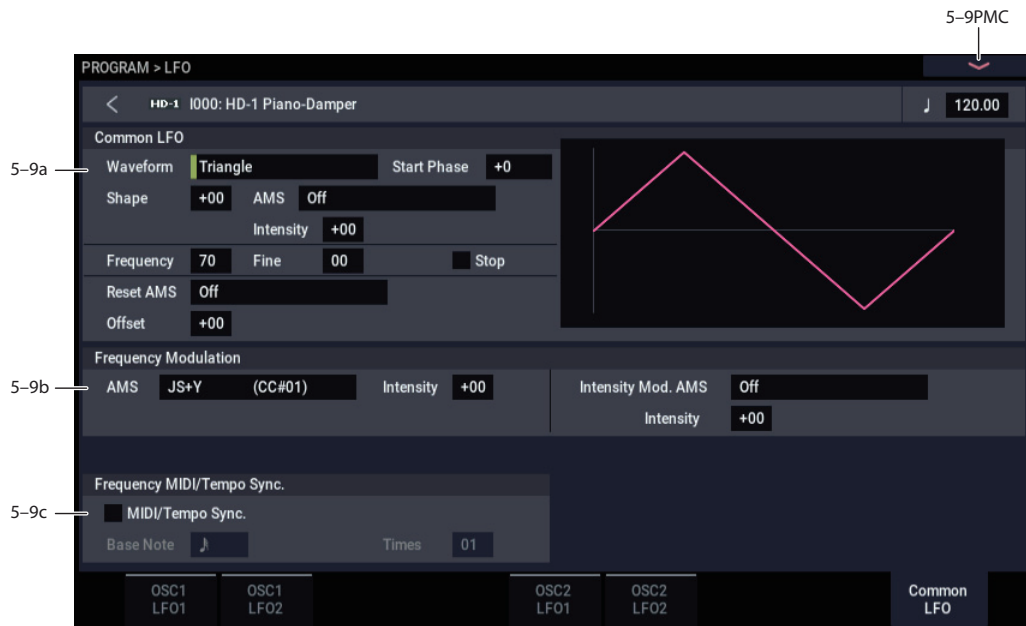 5–9PMC
PROGRAM > LFO
HD-1 I000: HD-1 Piano-Damper ♩ 120.00
Common LFO
5–9a Waveform Triangle Start Phase +0
Shape +00 AMS Off
Intensity +00
Frequency 70 Fine 00 Stop
Reset AMS Off
Offset +00
Frequency Modulation
5–9b AMS JS+Y (CC#01) Intensity +00 Intensity Mod. AMS Off
Intensity +00
Frequency MIDI/Tempo Sync.
5–9c MIDI/Tempo Sync.
Base Note Times 01
OSC1 LFO1 OSC1 LFO2 OSC2 LFO1 OSC2 LFO2 Common LFO